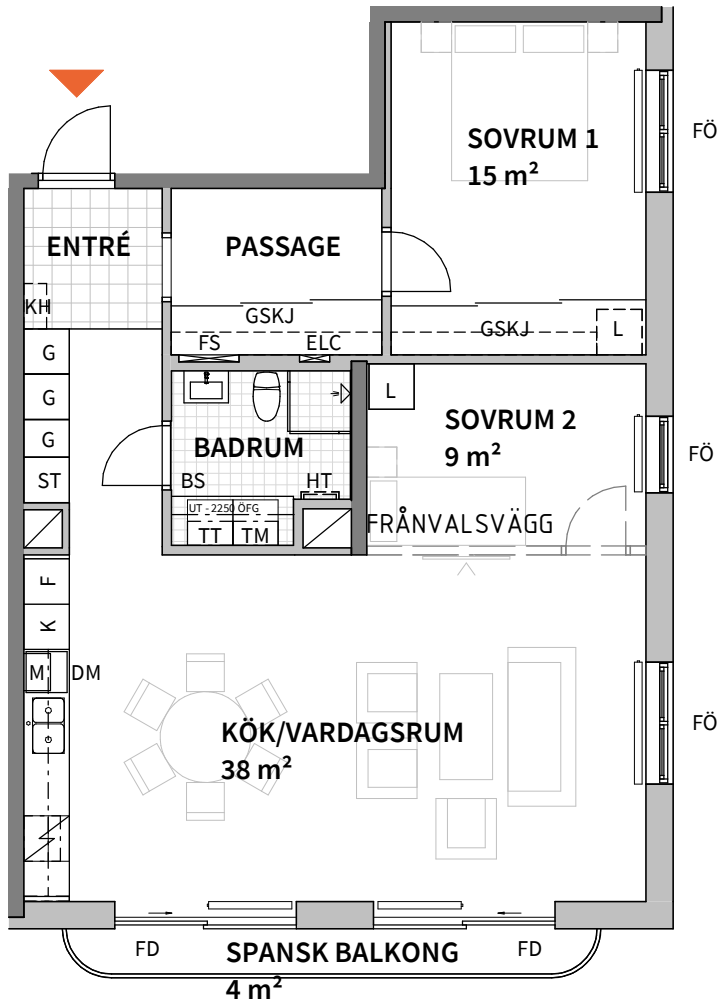 SOVRUM 1
15 m²
FÖ
ENTRÉ
PASSAGE
KH
GSKJ
GSKJ
L
G
FS
ELC
G
L
SOVRUM 2
9 m²
FÖ
G
BADRUM
ST
BS
HT
UT - 2250 ÖFG
TT
TM
FRÅNVALSVÄGG
F
K
M
DM
KÖK/VARDAGSRUM
38 m²
FÖ
FD
SPANSK BALKONG
4 m²
FD